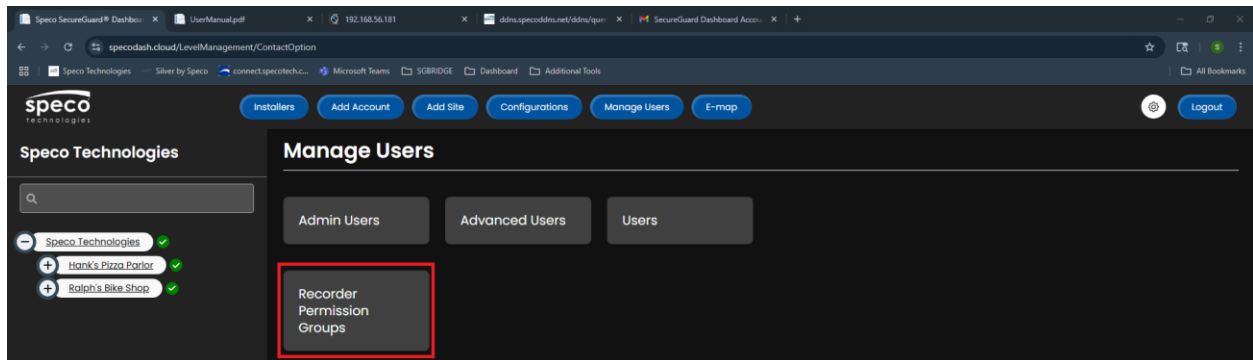 Speco SecureGuard® Dashboa
UserManual.pdf
192.168.56.181
ddns.specoddns.net/ddns/quer
SecureGuard Dashboard Accou
specodash.cloud/LevelManagement/ContactOption
Speco Technologies
Silver by Speco
connect.specotech.c...
Microsoft Teams
SGBRIDGE
Dashboard
Additional Tools
All Bookmarks
speco
technologies
Installers
Add Account
Add Site
Configurations
Manage Users
E-map
Logout
Speco Technologies
Manage Users
Admin Users
Advanced Users
Users
Speco Technologies
Hank's Pizza Parlor
Ralph's Bike Shop
Recorder
Permission
Groups